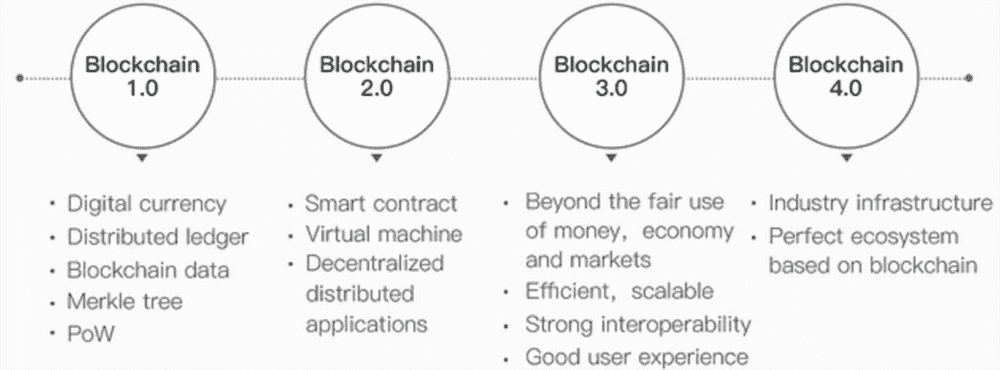 Blockchain
1.0
Blockchain
2.0
Blockchain
3.0
Blockchain
4.0
• Digital currency
• Distributed ledger
• Blockchain data
• Merkle tree
• PoW
• Smart contract
• Virtual machine
• Decentralized
distributed
applications
• Beyond the fair use
of money, economy
and markets
• Efficient, scalable
• Strong interoperability
• Good user experience
• Industry infrastructure
• Perfect ecosystem
based on blockchain